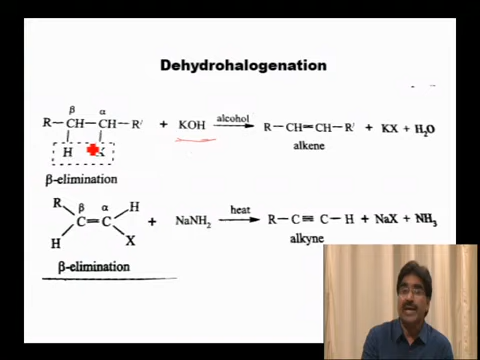 Dehydrohalogenation
β α
R—CH—CH—R' + KOH alcohol R—CH=CH—R' + KX + H₂O
H X alkene
β-elimination
R β α H
C=C + NaNH₂ heat R—C≡C—H + NaX + NH₃
H X alkyne
β-elimination